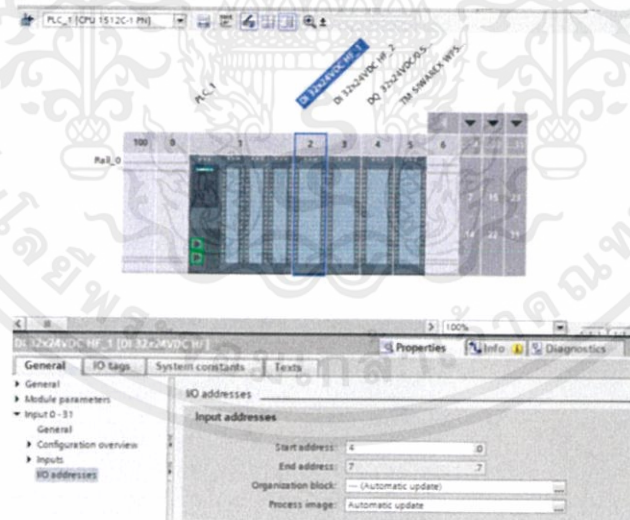 PLC_1 [CPU 1512C-1 PN]
PLC_1
DI 32x24VDC HF_1
DI 32x24VDC HF_2
DQ 32x24VDC/0.5...
TM SIWAREX WP5...
100 0 1 2 3 4 5 6
Rail_0
7 15 23
14 22 31
100%
DI 32x24VDC HF_1 [DI 32x24VDC HF]
Properties Info Diagnostics
General IO tags System constants Texts
General
Module parameters
Input 0 - 31
General
Configuration overview
Inputs
I/O addresses
I/O addresses
Input addresses
Start address: 4 .0
End address: 7 .7
Organization block: --- (Automatic update)
Process image: Automatic update